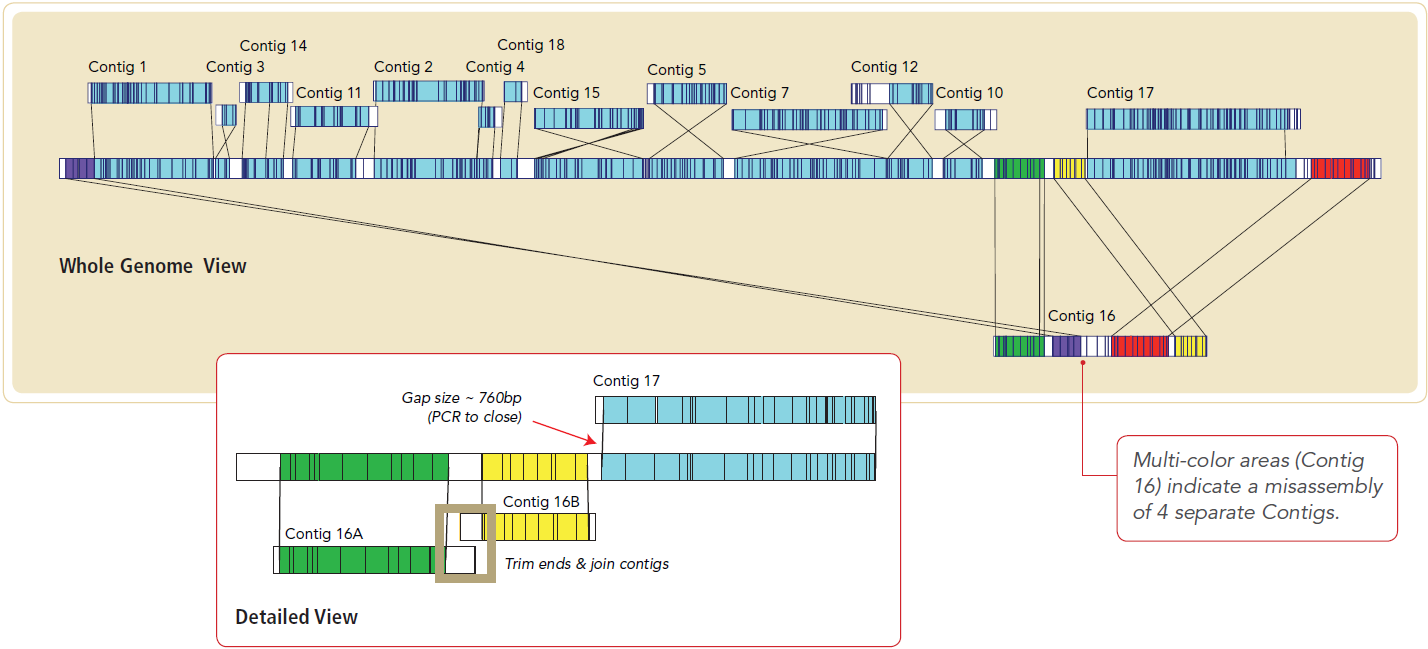 Contig 18
Contig 14
Contig 1
Contig 3
Contig 2
Contig 4
Contig 5
Contig 12
Contig 11
Contig 15
Contig 7
Contig 10
Contig 17
Whole Genome View
Contig 16
Contig 17
Gap size ~ 760bp
(PCR to close)
Contig 16B
Contig 16A
Trim ends & join contigs
Detailed View
Multi-color areas (Contig
16) indicate a misassembly
of 4 separate Contigs.